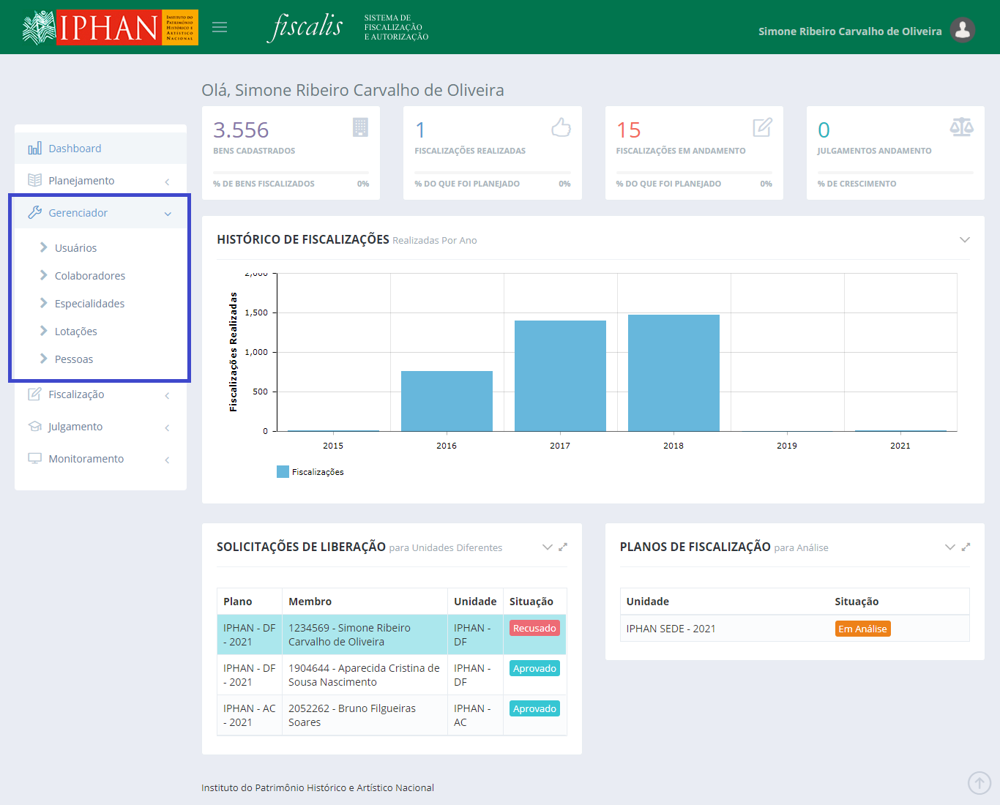 IPHAN
INSTITUTO DO
PATRIMÔNIO
HISTÓRICO E
ARTÍSTICO
NACIONAL
fiscalis
SISTEMA DE
FISCALIZAÇÃO
E AUTORIZAÇÃO
Simone Ribeiro Carvalho de Oliveira
Olá, Simone Ribeiro Carvalho de Oliveira
Dashboard
Planejamento
Gerenciador
Usuários
Colaboradores
Especialidades
Lotações
Pessoas
Fiscalização
Julgamento
Monitoramento
3.556
BENS CADASTRADOS
% DE BENS FISCALIZADOS 0%
1
FISCALIZAÇÕES REALIZADAS
% DO QUE FOI PLANEJADO 0%
15
FISCALIZAÇÕES EM ANDAMENTO
% DO QUE FOI PLANEJADO 0%
0
JULGAMENTOS ANDAMENTO
% DE CRESCIMENTO
HISTÓRICO DE FISCALIZAÇÕES Realizadas Por Ano
Fiscalizações Realizadas
2,000
1,500
1,000
500
0
2015 2016 2017 2018 2019 2021
Fiscalizações
SOLICITAÇÕES DE LIBERAÇÃO para Unidades Diferentes
Plano Membro Unidade Situação
IPHAN - DF 1234569 - Simone Ribeiro IPHAN - Recusado
- 2021 Carvalho de Oliveira DF
IPHAN - DF 1904644 - Aparecida Cristina de IPHAN - Aprovado
- 2021 Sousa Nascimento DF
IPHAN - AC 2052262 - Bruno Filgueiras IPHAN - Aprovado
- 2021 Soares AC
PLANOS DE FISCALIZAÇÃO para Análise
Unidade Situação
IPHAN SEDE - 2021 Em Análise
Instituto do Patrimônio Histórico e Artístico Nacional